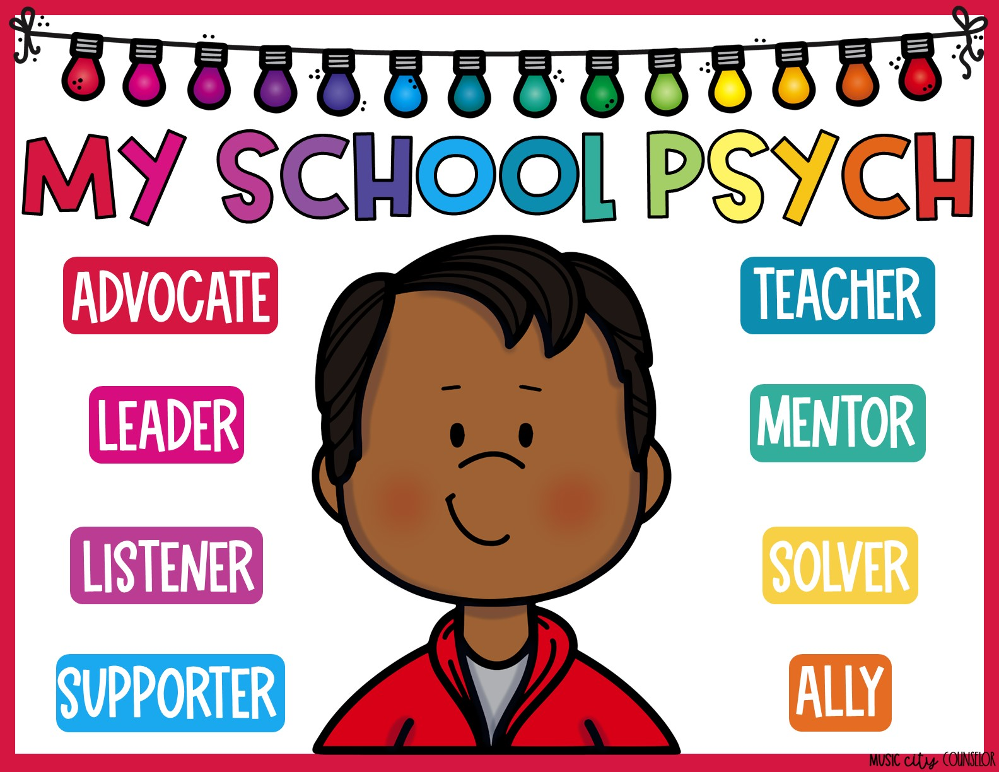 MY SCHOOL PSYCH
ADVOCATE
LEADER
LISTENER
SUPPORTER
TEACHER
MENTOR
SOLVER
ALLY
MUSIC city COUNSELOR